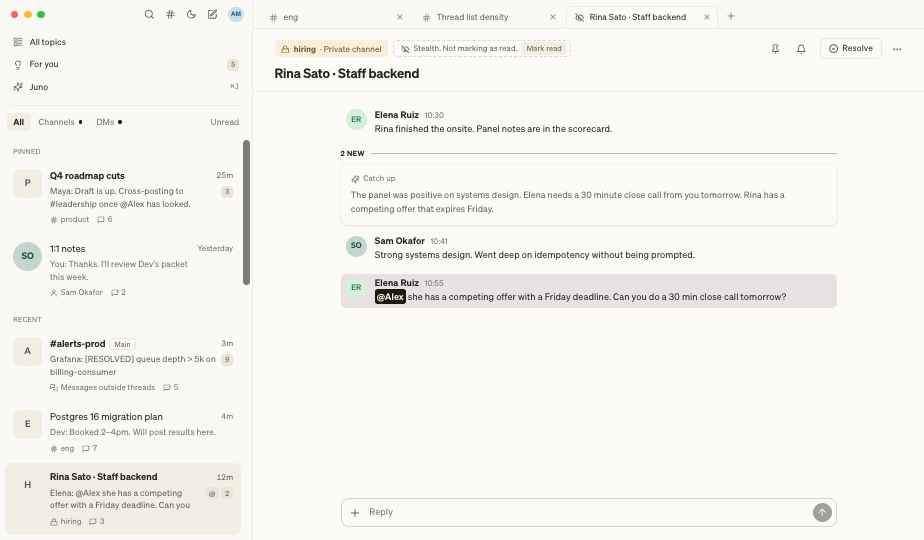 AM
All topics
For you 5
Juno ⌘J
All Channels DMs Unread
PINNED
P
Q4 roadmap cuts 25m
Maya: Draft is up. Cross-posting to 3
#leadership once @Alex has looked.
# product 6
SO
1:1 notes Yesterday
You: Thanks. I'll review Dev's packet
this week.
Sam Okafor 2
RECENT
A
#alerts-prod Main 3m
Grafana: [RESOLVED] queue depth > 5k on 9
billing-consumer
Messages outside threads 5
E
Postgres 16 migration plan 4m
Dev: Booked 2–4pm. Will post results here.
# eng 7
H
Rina Sato · Staff backend 12m
Elena: @Alex she has a competing @ 2
offer with a Friday deadline. Can you
hiring 3
# eng
# Thread list density
Rina Sato · Staff backend
hiring · Private channel
Stealth. Not marking as read. Mark read
Resolve
Rina Sato · Staff backend
ER
Elena Ruiz 10:30
Rina finished the onsite. Panel notes are in the scorecard.
2 NEW
Catch up
The panel was positive on systems design. Elena needs a 30 minute close call from you tomorrow. Rina has a
competing offer that expires Friday.
SO
Sam Okafor 10:41
Strong systems design. Went deep on idempotency without being prompted.
ER
Elena Ruiz 10:55
@Alex she has a competing offer with a Friday deadline. Can you do a 30 min close call tomorrow?
Reply